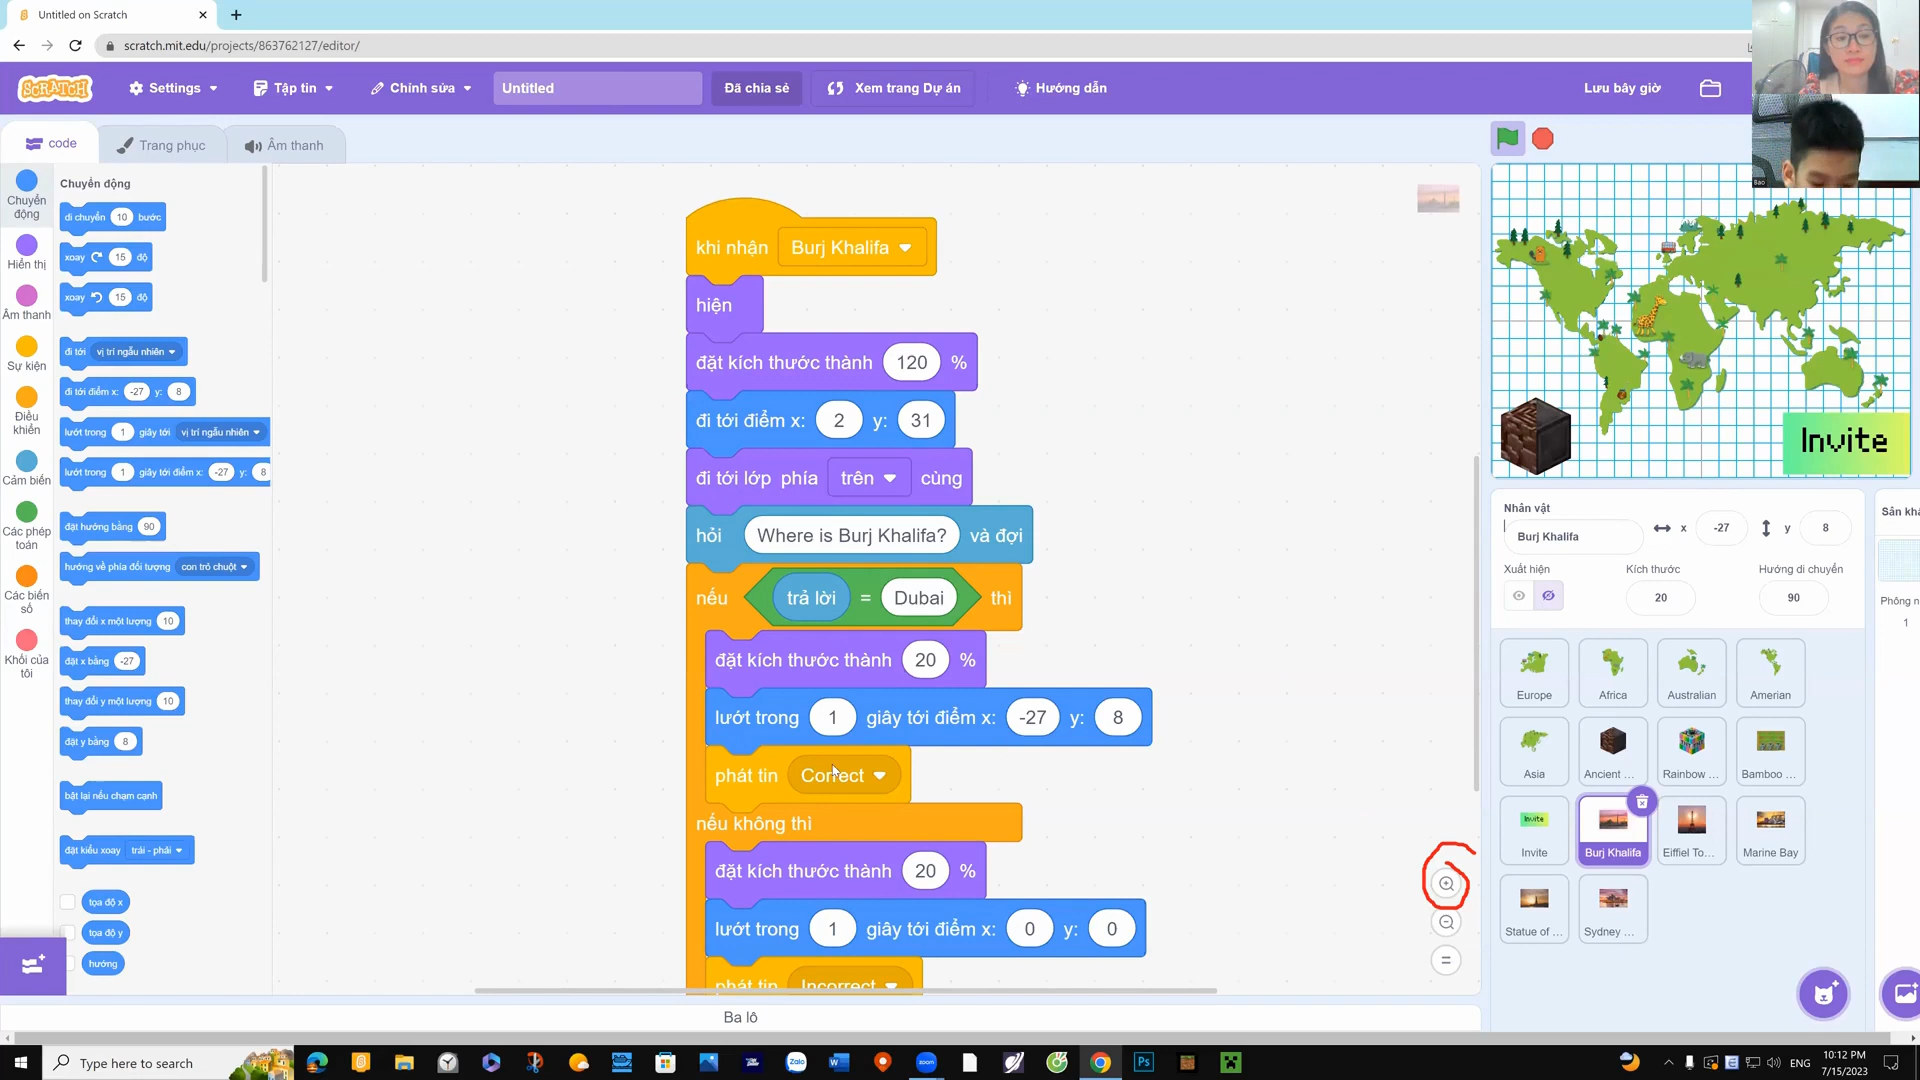 Untitled on Scratch
scratch.mit.edu/projects/863762127/editor/
SCRATCH
Settings
Tập tin
Chỉnh sửa
Untitled
Đã chia sẻ
Xem trang Dự án
Hướng dẫn
Lưu bây giờ
Bao
code
Trang phục
Âm thanh
Chuyển động
Hiển thị
Âm thanh
Sự kiện
Điều khiển
Cảm biến
Các phép toán
Các biến số
Khối của tôi
Chuyển động
di chuyển 10 bước
xoay 15 độ
xoay 15 độ
đi tới vị trí ngẫu nhiên
đi tới điểm x: -27 y: 8
lướt trong 1 giây tới vị trí ngẫu nhiên
lướt trong 1 giây tới điểm x: -27 y: 8
đặt hướng bằng 90
hướng về phía đối tượng con trỏ chuột
thay đổi x một lượng 10
đặt x bằng -27
thay đổi y một lượng 10
đặt y bằng 8
bật lại nếu chạm cạnh
đặt kiểu xoay trái - phải
tọa độ x
tọa độ y
hướng
khi nhận Burj Khalifa
hiện
đặt kích thước thành 120 %
đi tới điểm x: 2 y: 31
đi tới lớp phía trên cùng
hỏi Where is Burj Khalifa? và đợi
nếu trả lời = Dubai thì
đặt kích thước thành 20 %
lướt trong 1 giây tới điểm x: -27 y: 8
phát tin Correct
nếu không thì
đặt kích thước thành 20 %
lướt trong 1 giây tới điểm x: 0 y: 0
phát tin Incorrect
Ba lô
Invite
Nhân vật
Burj Khalifa
x -27
y 8
Xuất hiện
Kích thước
20
Hướng di chuyển
90
Europe
Africa
Australian
Amerian
Asia
Ancient ...
Rainbow ...
Bamboo ...
Invite
Invite
Burj Khalifa
Eiffiel To...
Marine Bay
Statue of ...
Sydney ...
Sân kh
Phông n
1
Type here to search
Zalo
zoom
W
Ps
ENG
10:12 PM
7/15/2023